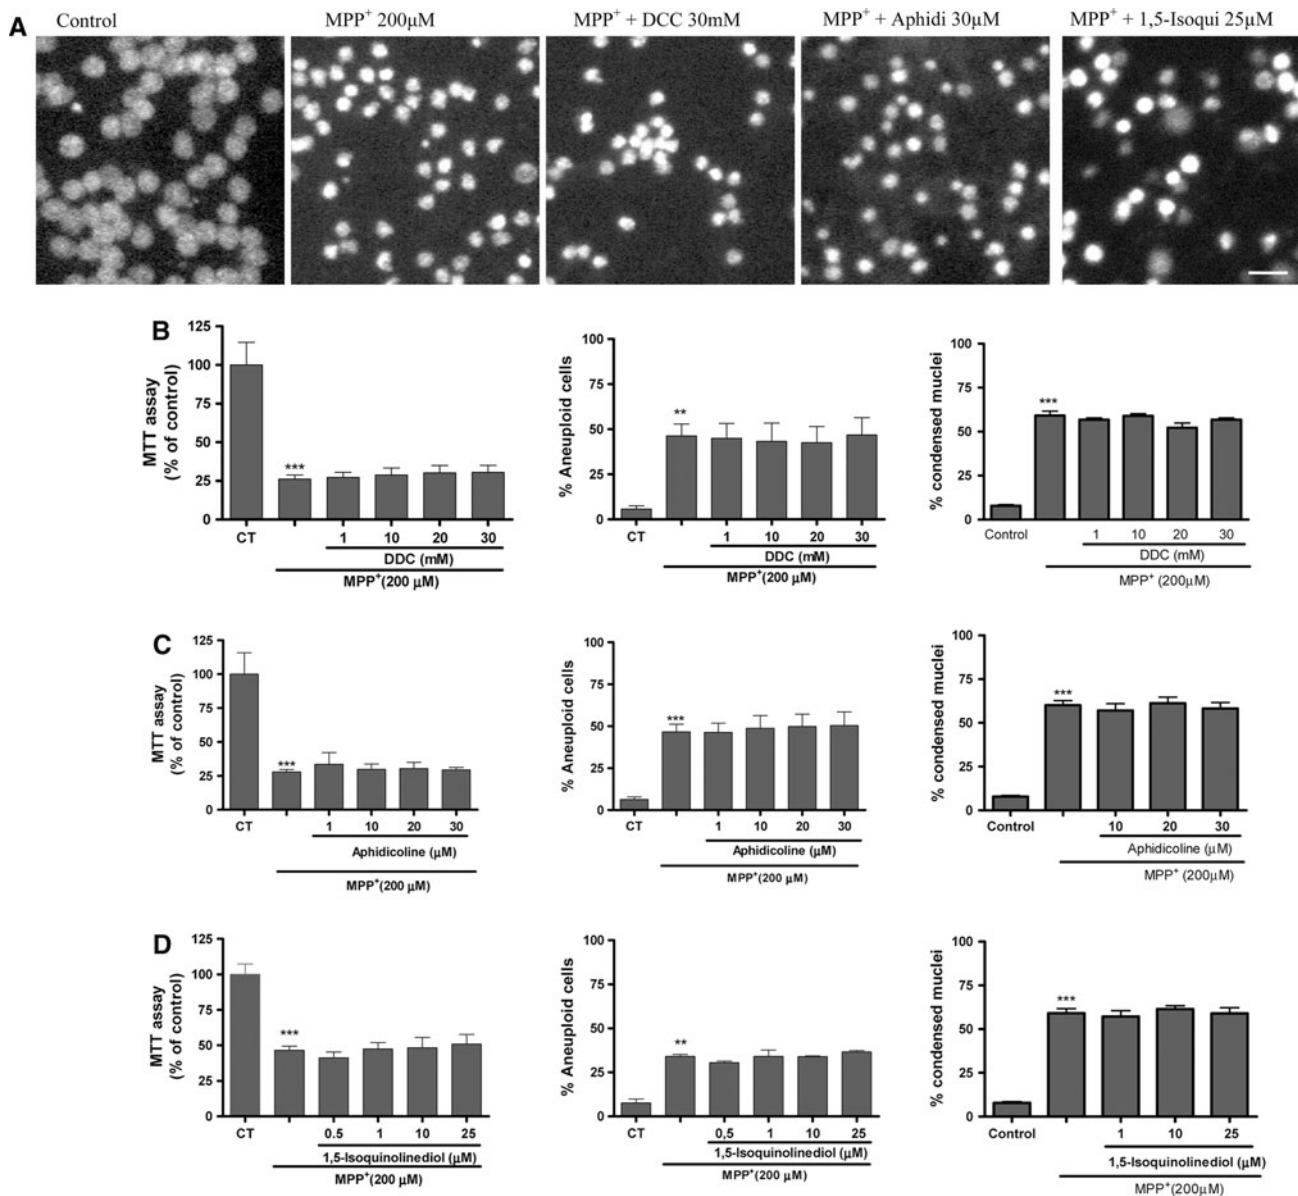 A
Control
MPP⁺ 200µM
MPP⁺ + DCC 30mM
MPP⁺ + Aphidi 30µM
MPP⁺ + 1,5-Isoqui 25µM
B
MTT assay
(% of control)
125
100
75
50
25
0
***
CT
1 10 20 30
DDC (mM)
MPP⁺(200 µM)
% Aneuploid cells
100
75
50
25
0
**
CT
1 10 20 30
DDC (mM)
MPP⁺(200 µM)
% condensed muclei
100
75
50
25
0
***
Control
1 10 20 30
DDC (mM)
MPP⁺ (200µM)
C
MTT assay
(% of control)
125
100
75
50
25
0
***
CT
1 10 20 30
Aphidicoline (µM)
MPP⁺(200 µM)
% Aneuploid cells
100
75
50
25
0
***
CT
1 10 20 30
Aphidicoline (µM)
MPP⁺(200 µM)
% condensed muclei
100
75
50
25
0
***
Control
10 20 30
Aphidicoline (µM)
MPP⁺ (200µM)
D
MTT assay
(% of control)
125
100
75
50
25
0
***
CT
0.5 1 10 25
1,5-Isoquinolinediol (µM)
MPP⁺(200 µM)
% Aneuploid cells
100
75
50
25
0
**
CT
0,5 1 10 25
1,5-Isoquinolinediol (µM)
MPP⁺(200 µM)
% condensed muclei
100
75
50
25
0
***
Control
1 10 25
1,5-Isoquinolinediol (µM)
MPP⁺(200µM)